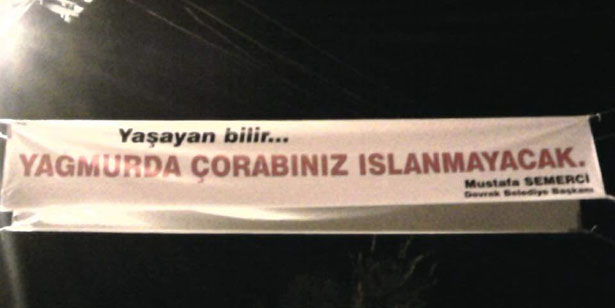 Yaşayan bilir...
YAGMURDA ÇORABINIZ ISLANMAYACAK.
Mustafa SEMERCİ
Devrek Belediye Başkanı